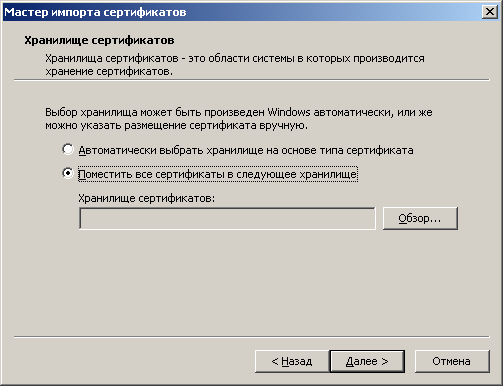 Мастер импорта сертификатов
Хранилище сертификатов
Хранилища сертификатов - это области системы в которых производится
хранение сертификатов.
Выбор хранилища может быть произведен Windows автоматически, или же
можно указать размещение сертификата вручную.
Автоматически выбрать хранилище на основе типа сертификата
Поместить все сертификаты в следующее хранилище
Хранилище сертификатов:
Обзор...
< Назад
Далее >
Отмена